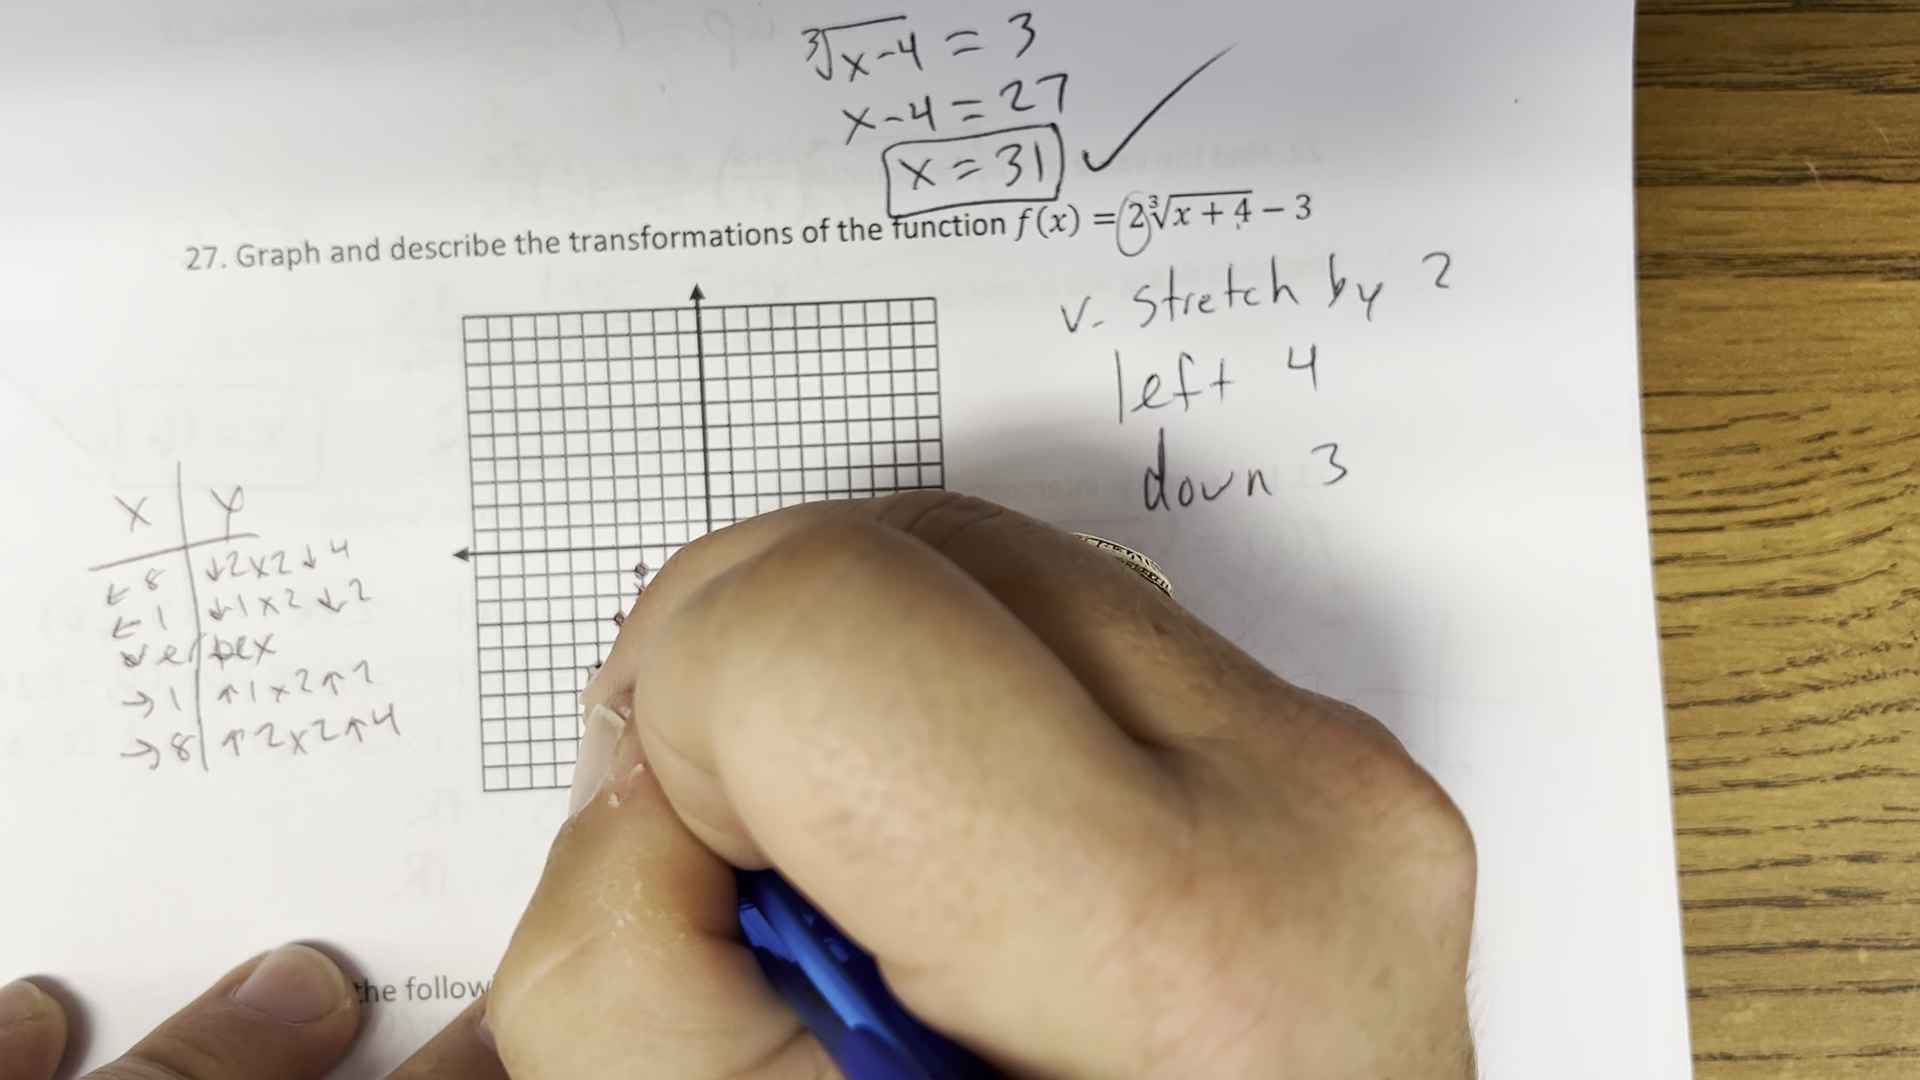 ∛x-4 = 3
x-4 = 27
x = 31 ✓
27. Graph and describe the transformations of the function f(x) = 2∛x + 4 − 3
v. stretch by 2
left 4
down 3
x | y
← 8 | ↓2x2 ↓4
← 1 | ↓1x2 ↓2
vertex
→ 1 | ↑1x2 ↑2
→ 8 | ↑2x2 ↑4
the follow